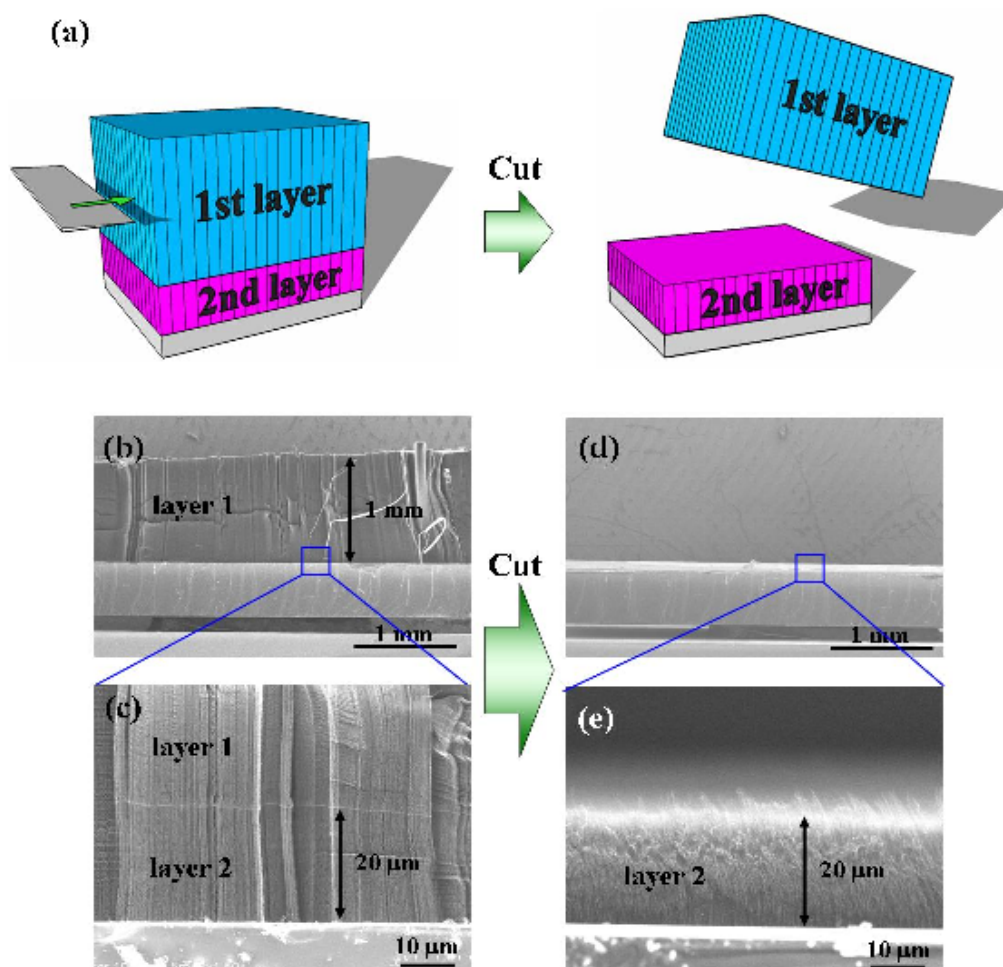 (a)
1st layer
2nd layer
Cut
1st layer
2nd layer
(b)
layer 1
1 mm
1 mm
Cut
(d)
1 mm
(c)
layer 1
layer 2
20 μm
10 μm
(e)
layer 2
20 μm
10 μm